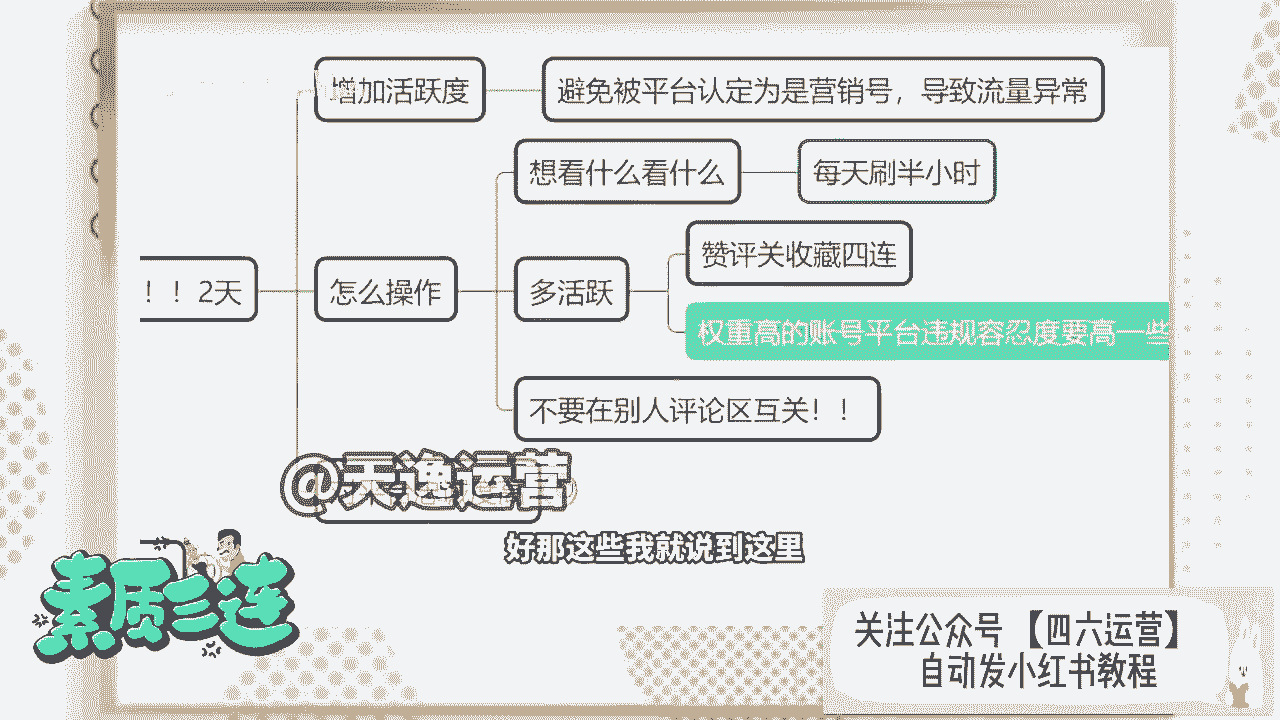 增加活跃度
避免被平台认定为是营销号，导致流量异常
想看什么看什么
每天刷半小时
赞评关收藏四连
！！2天
怎么操作
多活跃
权重高的账号平台违规容忍度要高一些
不要在别人评论区互关！！
@天逸运营
好那这些我就说到这里
素质三连
关注公众号【四六运营】
自动发小红书教程